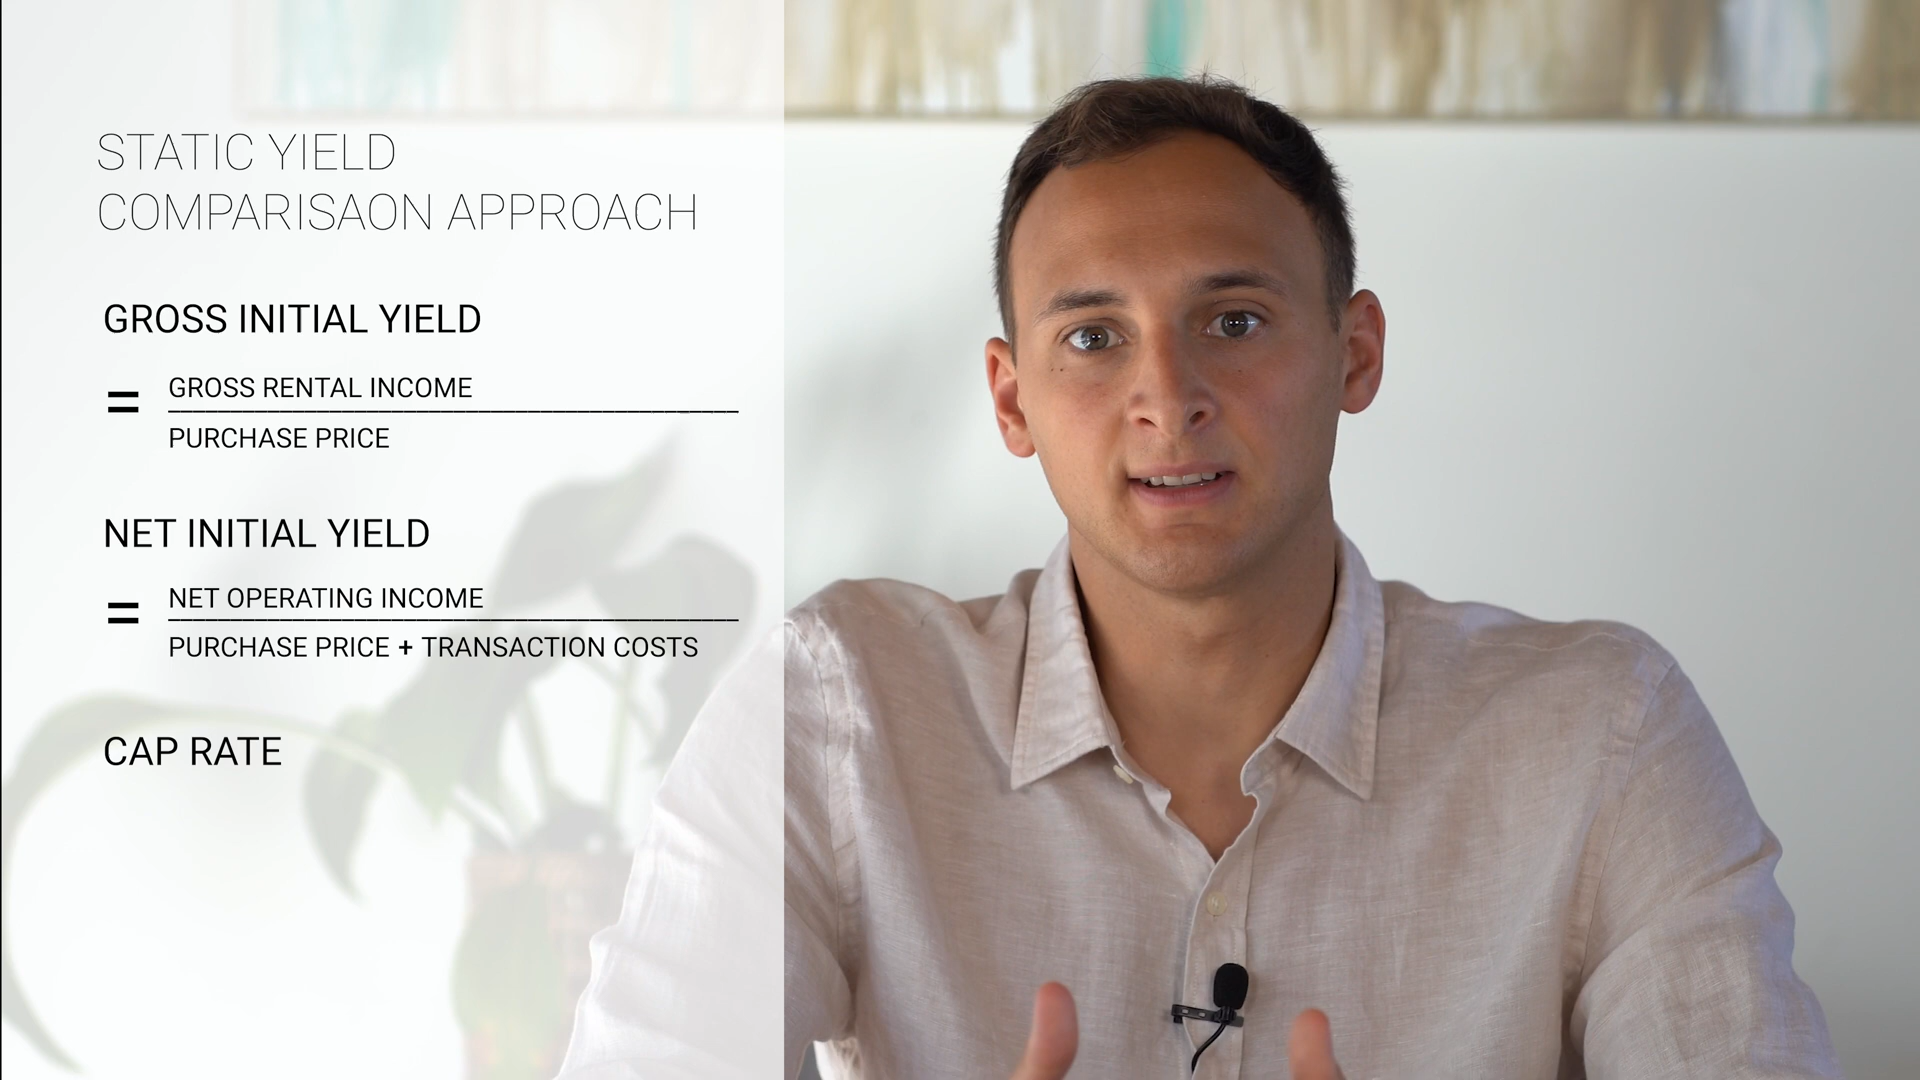 STATIC YIELD
COMPARISAON APPROACH
GROSS INITIAL YIELD
= GROSS RENTAL INCOME
PURCHASE PRICE
NET INITIAL YIELD
= NET OPERATING INCOME
PURCHASE PRICE + TRANSACTION COSTS
CAP RATE